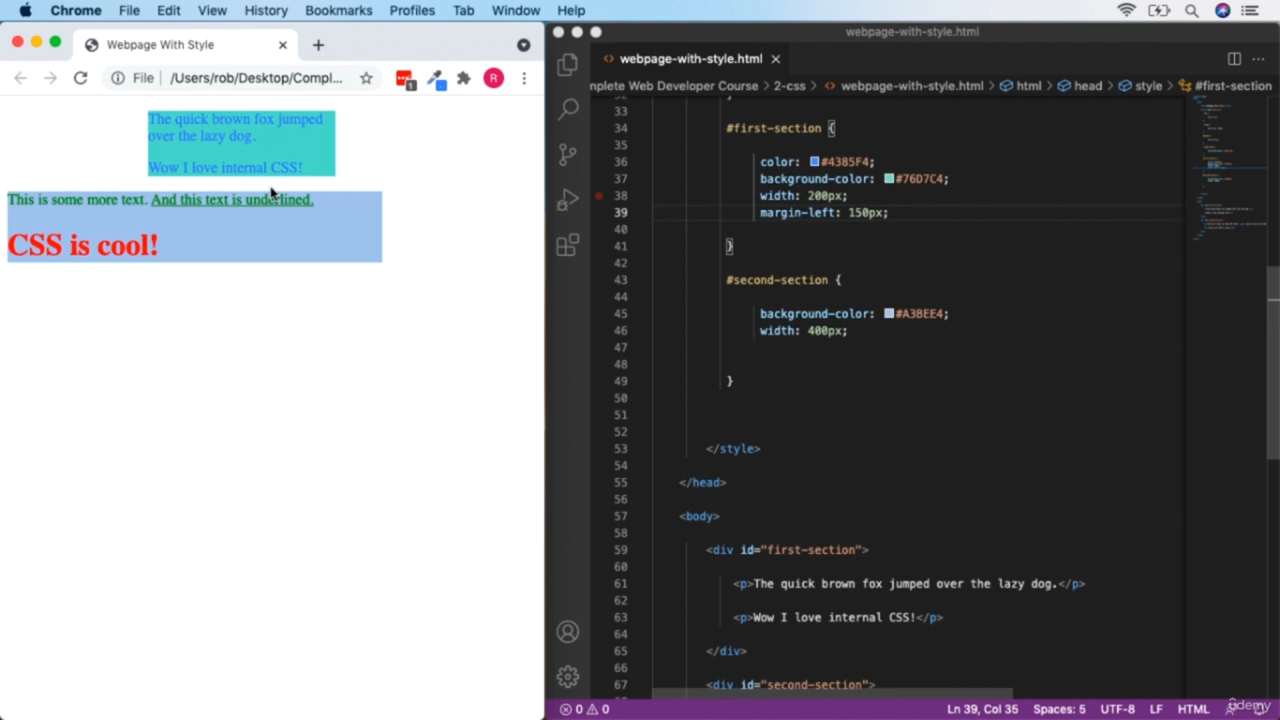 Chrome File Edit View History Bookmarks Profiles Tab Window Help
Webpage With Style
File /Users/rob/Desktop/Compl...
1
R
The quick brown fox jumped
over the lazy dog.
Wow I love internal CSS!
This is some more text. And this text is underlined.
CSS is cool!
webpage-with-style.html
webpage-with-style.html
nplete Web Developer Course > 2-css > webpage-with-style.html > html > head > style > #first-section
33
34 #first-section {
35
36 color: #4385F4;
37 background-color: #76D7C4;
38 width: 200px;
39 margin-left: 150px;
40
41 }
42
43 #second-section {
44
45 background-color: #A3BEE4;
46 width: 400px;
47
48
49 }
50
51
52
53 </style>
54
55 </head>
56
57 <body>
58
59 <div id="first-section">
60
61 <p>The quick brown fox jumped over the lazy dog.</p>
62
63 <p>Wow I love internal CSS!</p>
64
65 </div>
66
67 <div id="second-section">
0 0 Ln 39, Col 35 Spaces: 5 UTF-8 LF HTML
udemy